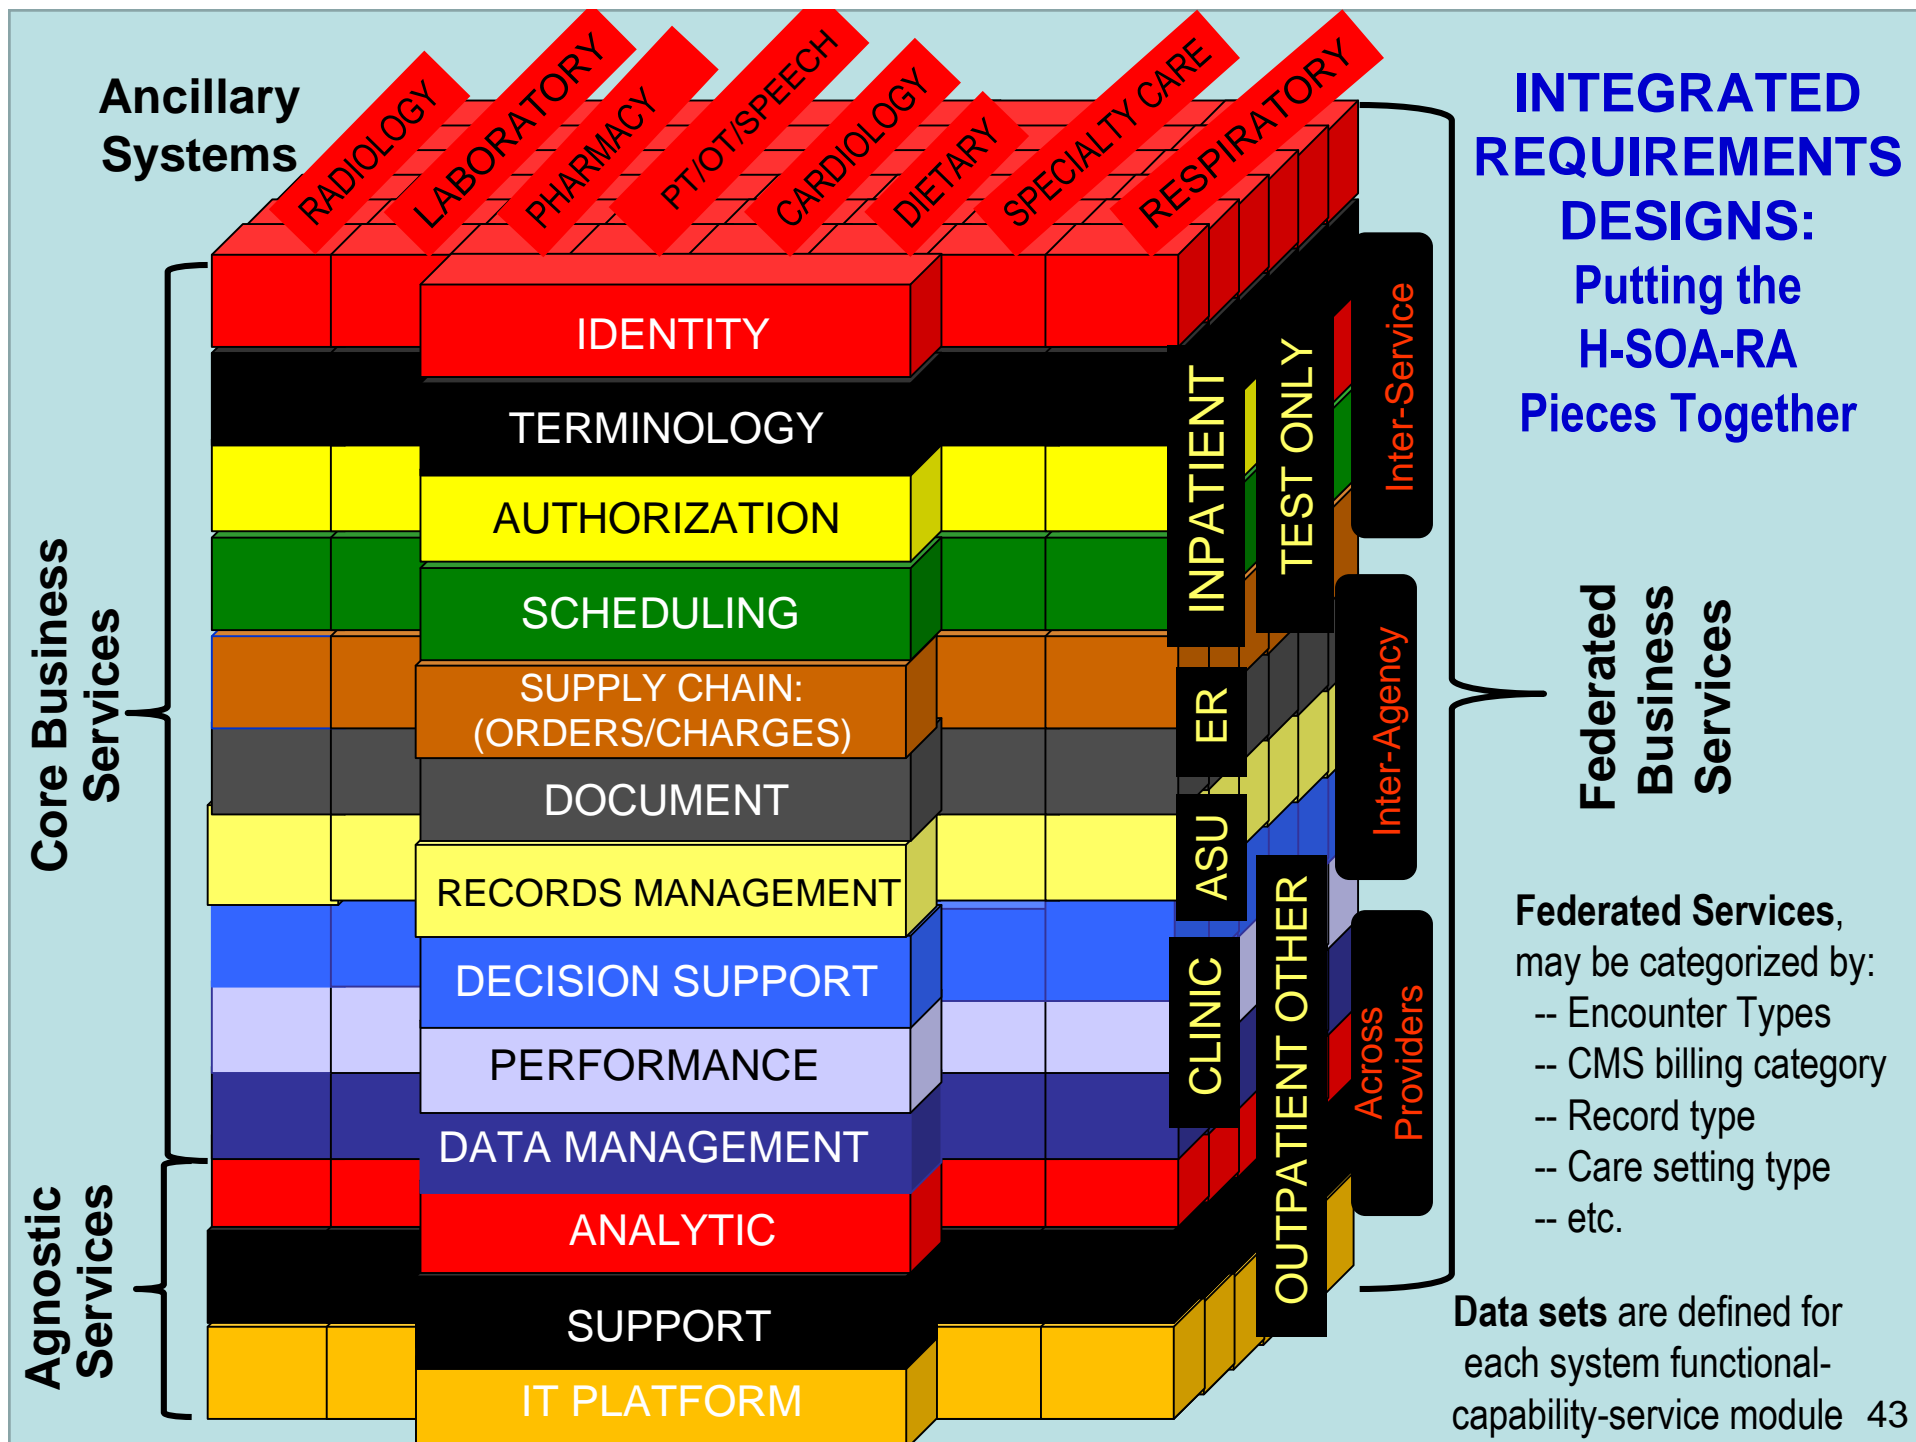 Ancillary
Systems
RADIOLOGY
LABORATORY
PHARMACY
PT/OT/SPEECH
CARDIOLOGY
DIETARY
SPECIALTY CARE
RESPIRATORY
INTEGRATED
REQUIREMENTS
DESIGNS:
Putting the
H-SOA-RA
Pieces Together
Core Business
Services
Agnostic
Services
IDENTITY
TERMINOLOGY
AUTHORIZATION
SCHEDULING
SUPPLY CHAIN:
(ORDERS/CHARGES)
DOCUMENT
RECORDS MANAGEMENT
DECISION SUPPORT
PERFORMANCE
DATA MANAGEMENT
ANALYTIC
SUPPORT
IT PLATFORM
INPATIENT
TEST ONLY
ER
ASU
CLINIC
OUTPATIENT OTHER
Inter-Service
Inter-Agency
Across
Providers
Federated
Business
Services
Federated Services,
may be categorized by:
-- Encounter Types
-- CMS billing category
-- Record type
-- Care setting type
-- etc.
Data sets are defined for
each system functional-
capability-service module
43